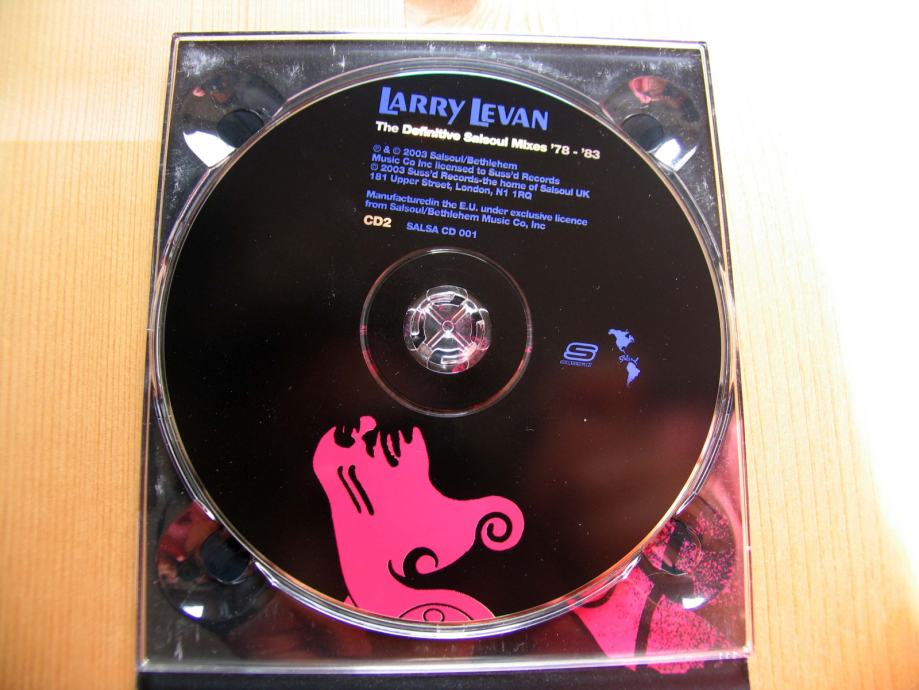 LARRY LEVAN
The Definitive Salsoul Mixes '78 - '83
℗ & © 2003 Salsoul/Bethlehem
Music Co Inc licensed to Suss'd Records
© 2003 Suss'd Records-the home of Salsoul UK
181 Upper Street, London, N1 1RQ
Manufacturedin the E.U. under exclusive licence
from Salsoul/Bethlehem Music Co, Inc
CD2 SALSA CD 001
S
Salsoul